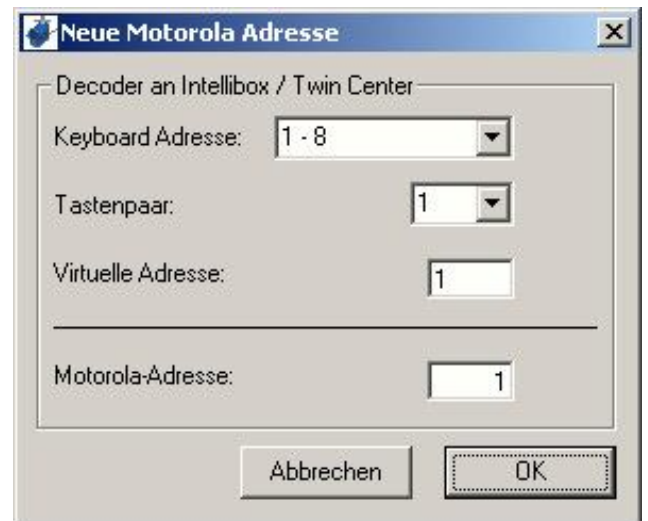 Neue Motorola Adresse
Decoder an Intellibox / Twin Center
Keyboard Adresse: 1 - 8
Tastenpaar: 1
Virtuelle Adresse: 1
Motorola-Adresse: 1
Abbrechen OK